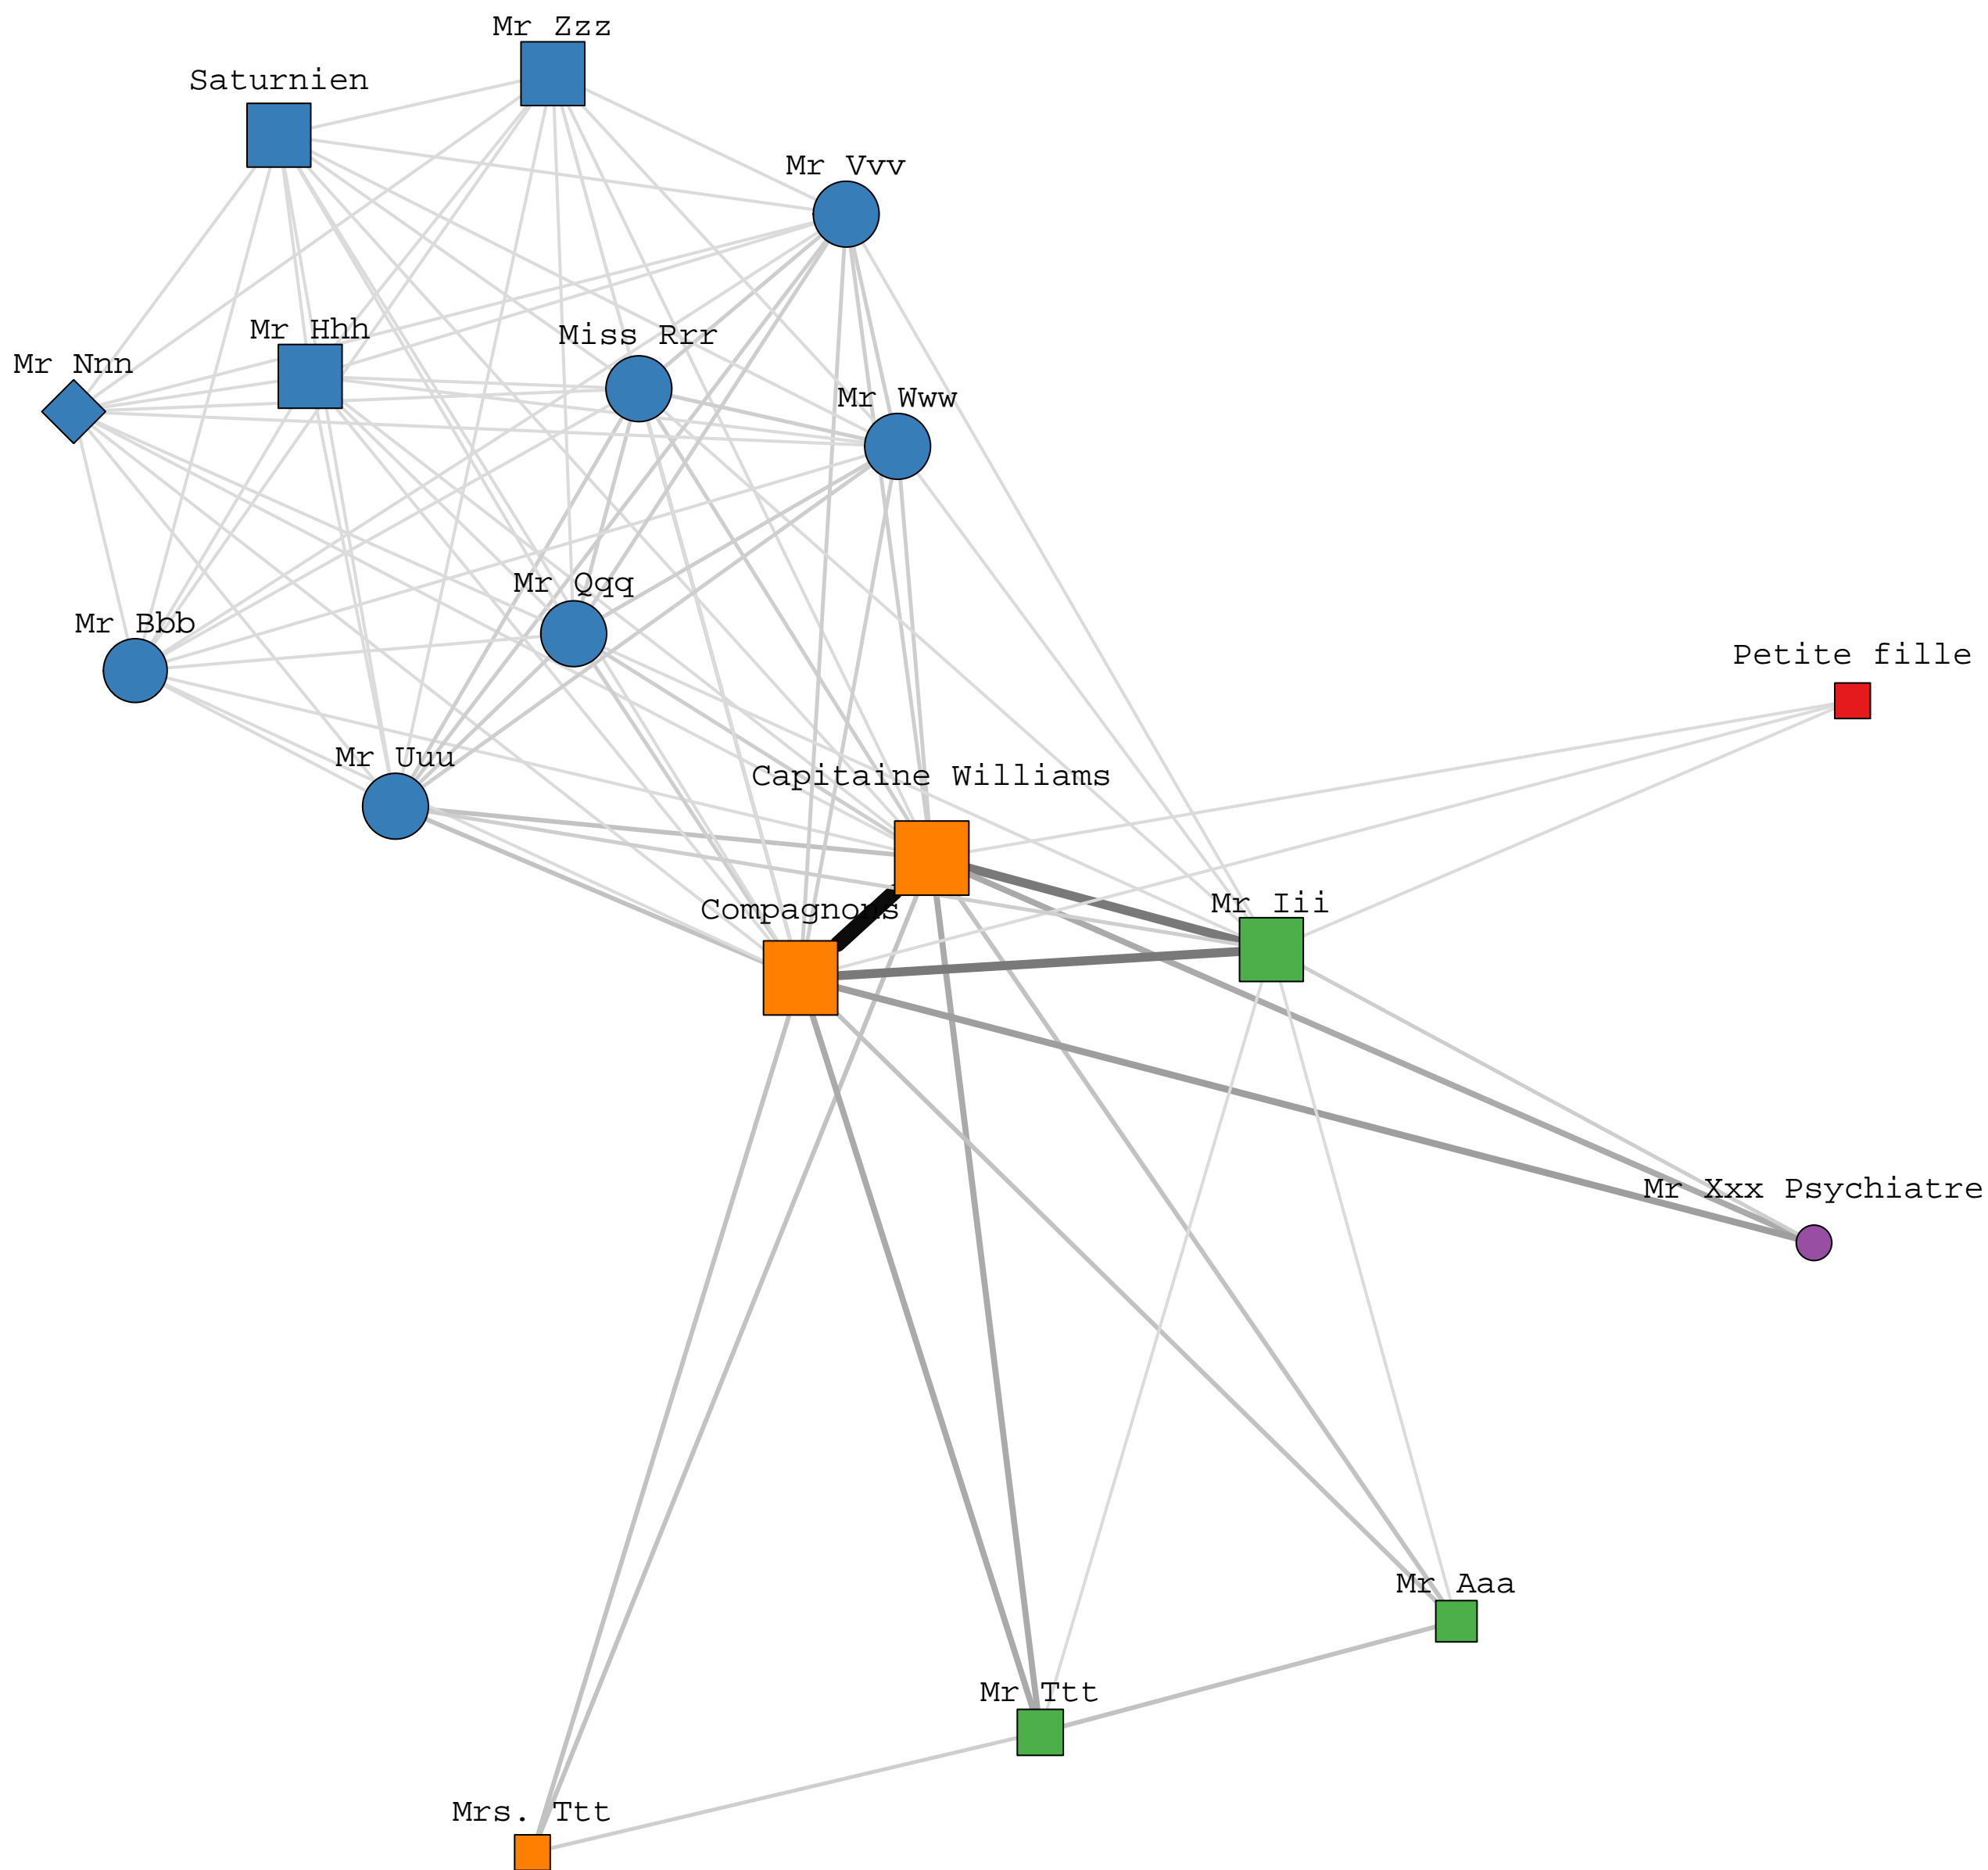 Mr Zzz
Saturnien
Mr Vvv
Mr Hhh
Miss Rrr
Mr Nnn
Mr Www
Mr Qqq
Mr Bbb
Petite fille
Mr Uuu
Capitaine Williams
Mr Iii
Compagnons
Mr Xxx Psychiatre
Mr Aaa
Mr Ttt
Mrs. Ttt